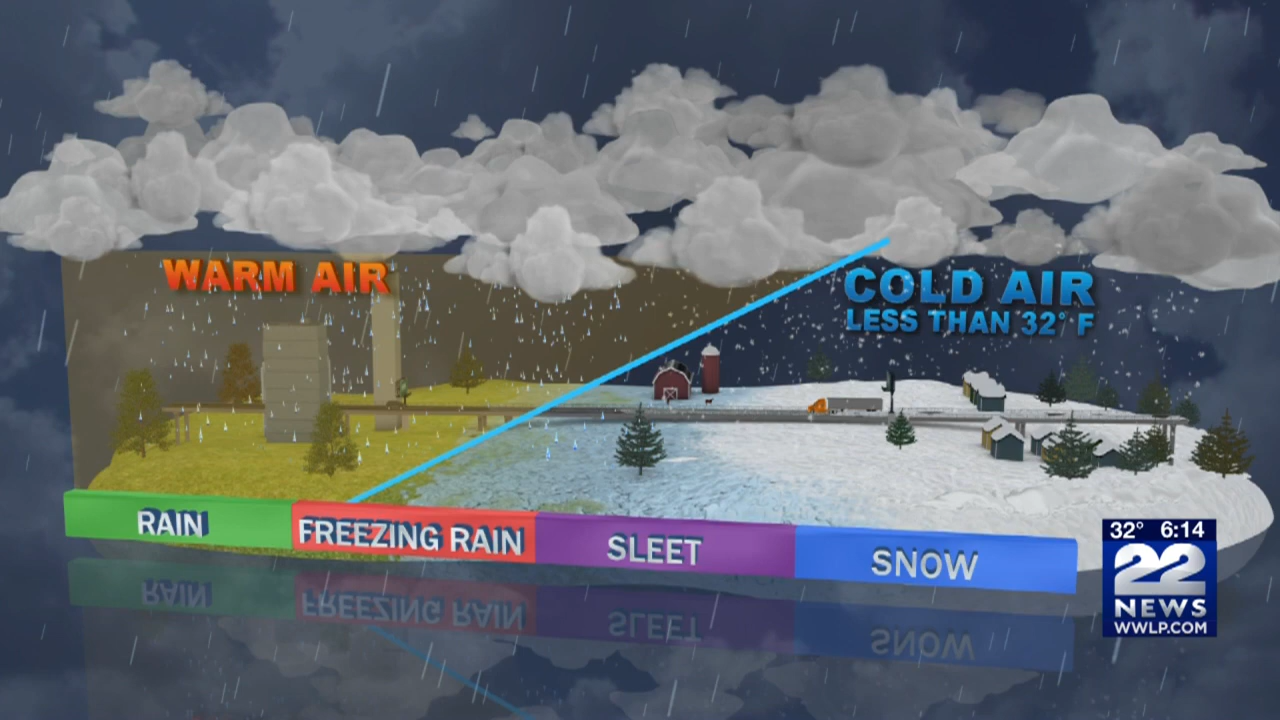 WARM AIR
COLD AIR
LESS THAN 32° F
RAIN
FREEZING RAIN
SLEET
SNOW
32° 6:14
22
NEWS
WWLP.COM